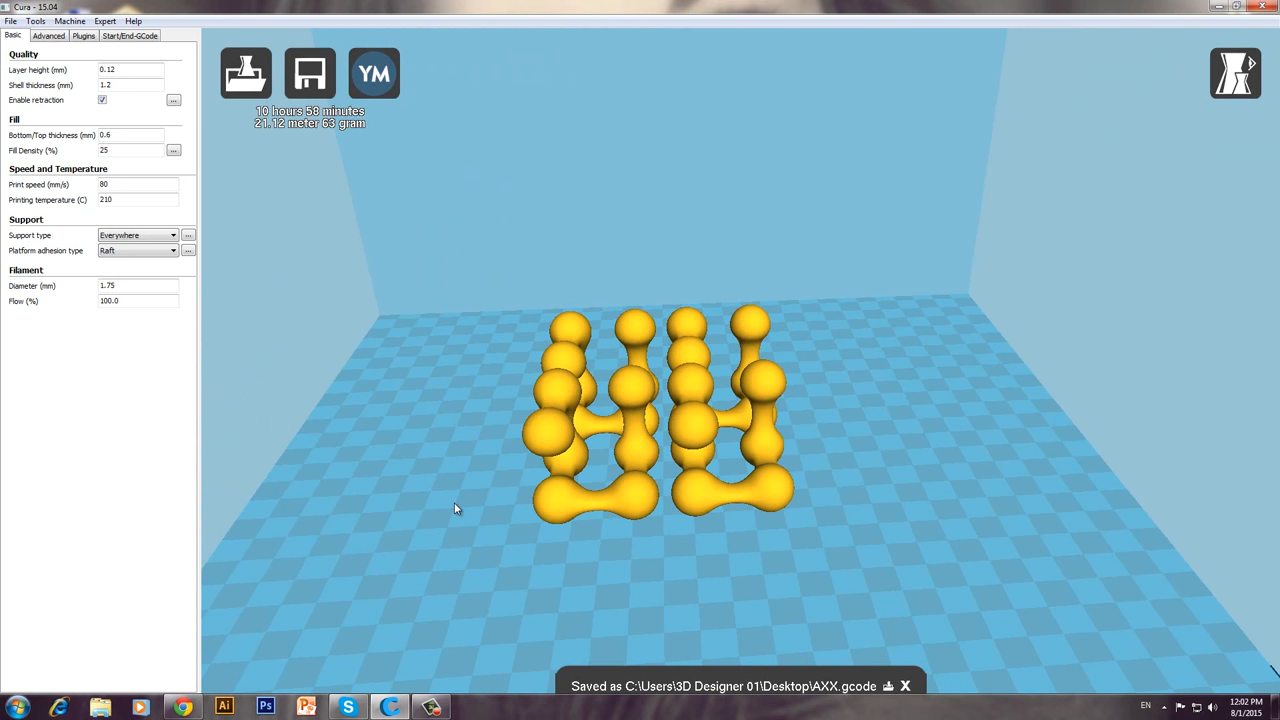 Cura - 15.04
File Tools Machine Expert Help
Basic Advanced Plugins Start/End-GCode
Quality
Layer height (mm) 0.12
Shell thickness (mm) 1.2
Enable retraction ...
Fill
Bottom/Top thickness (mm) 0.6
Fill Density (%) 25 ...
Speed and Temperature
Print speed (mm/s) 80
Printing temperature (C) 210
Support
Support type Everywhere ...
Platform adhesion type Raft ...
Filament
Diameter (mm) 1.75
Flow (%) 100.0
YM
10 hours 58 minutes
21.12 meter 63 gram
Saved as C:\Users\3D Designer 01\Desktop\AXX.gcode
Ai Ps P S C
EN 12:02 PM
8/1/2015